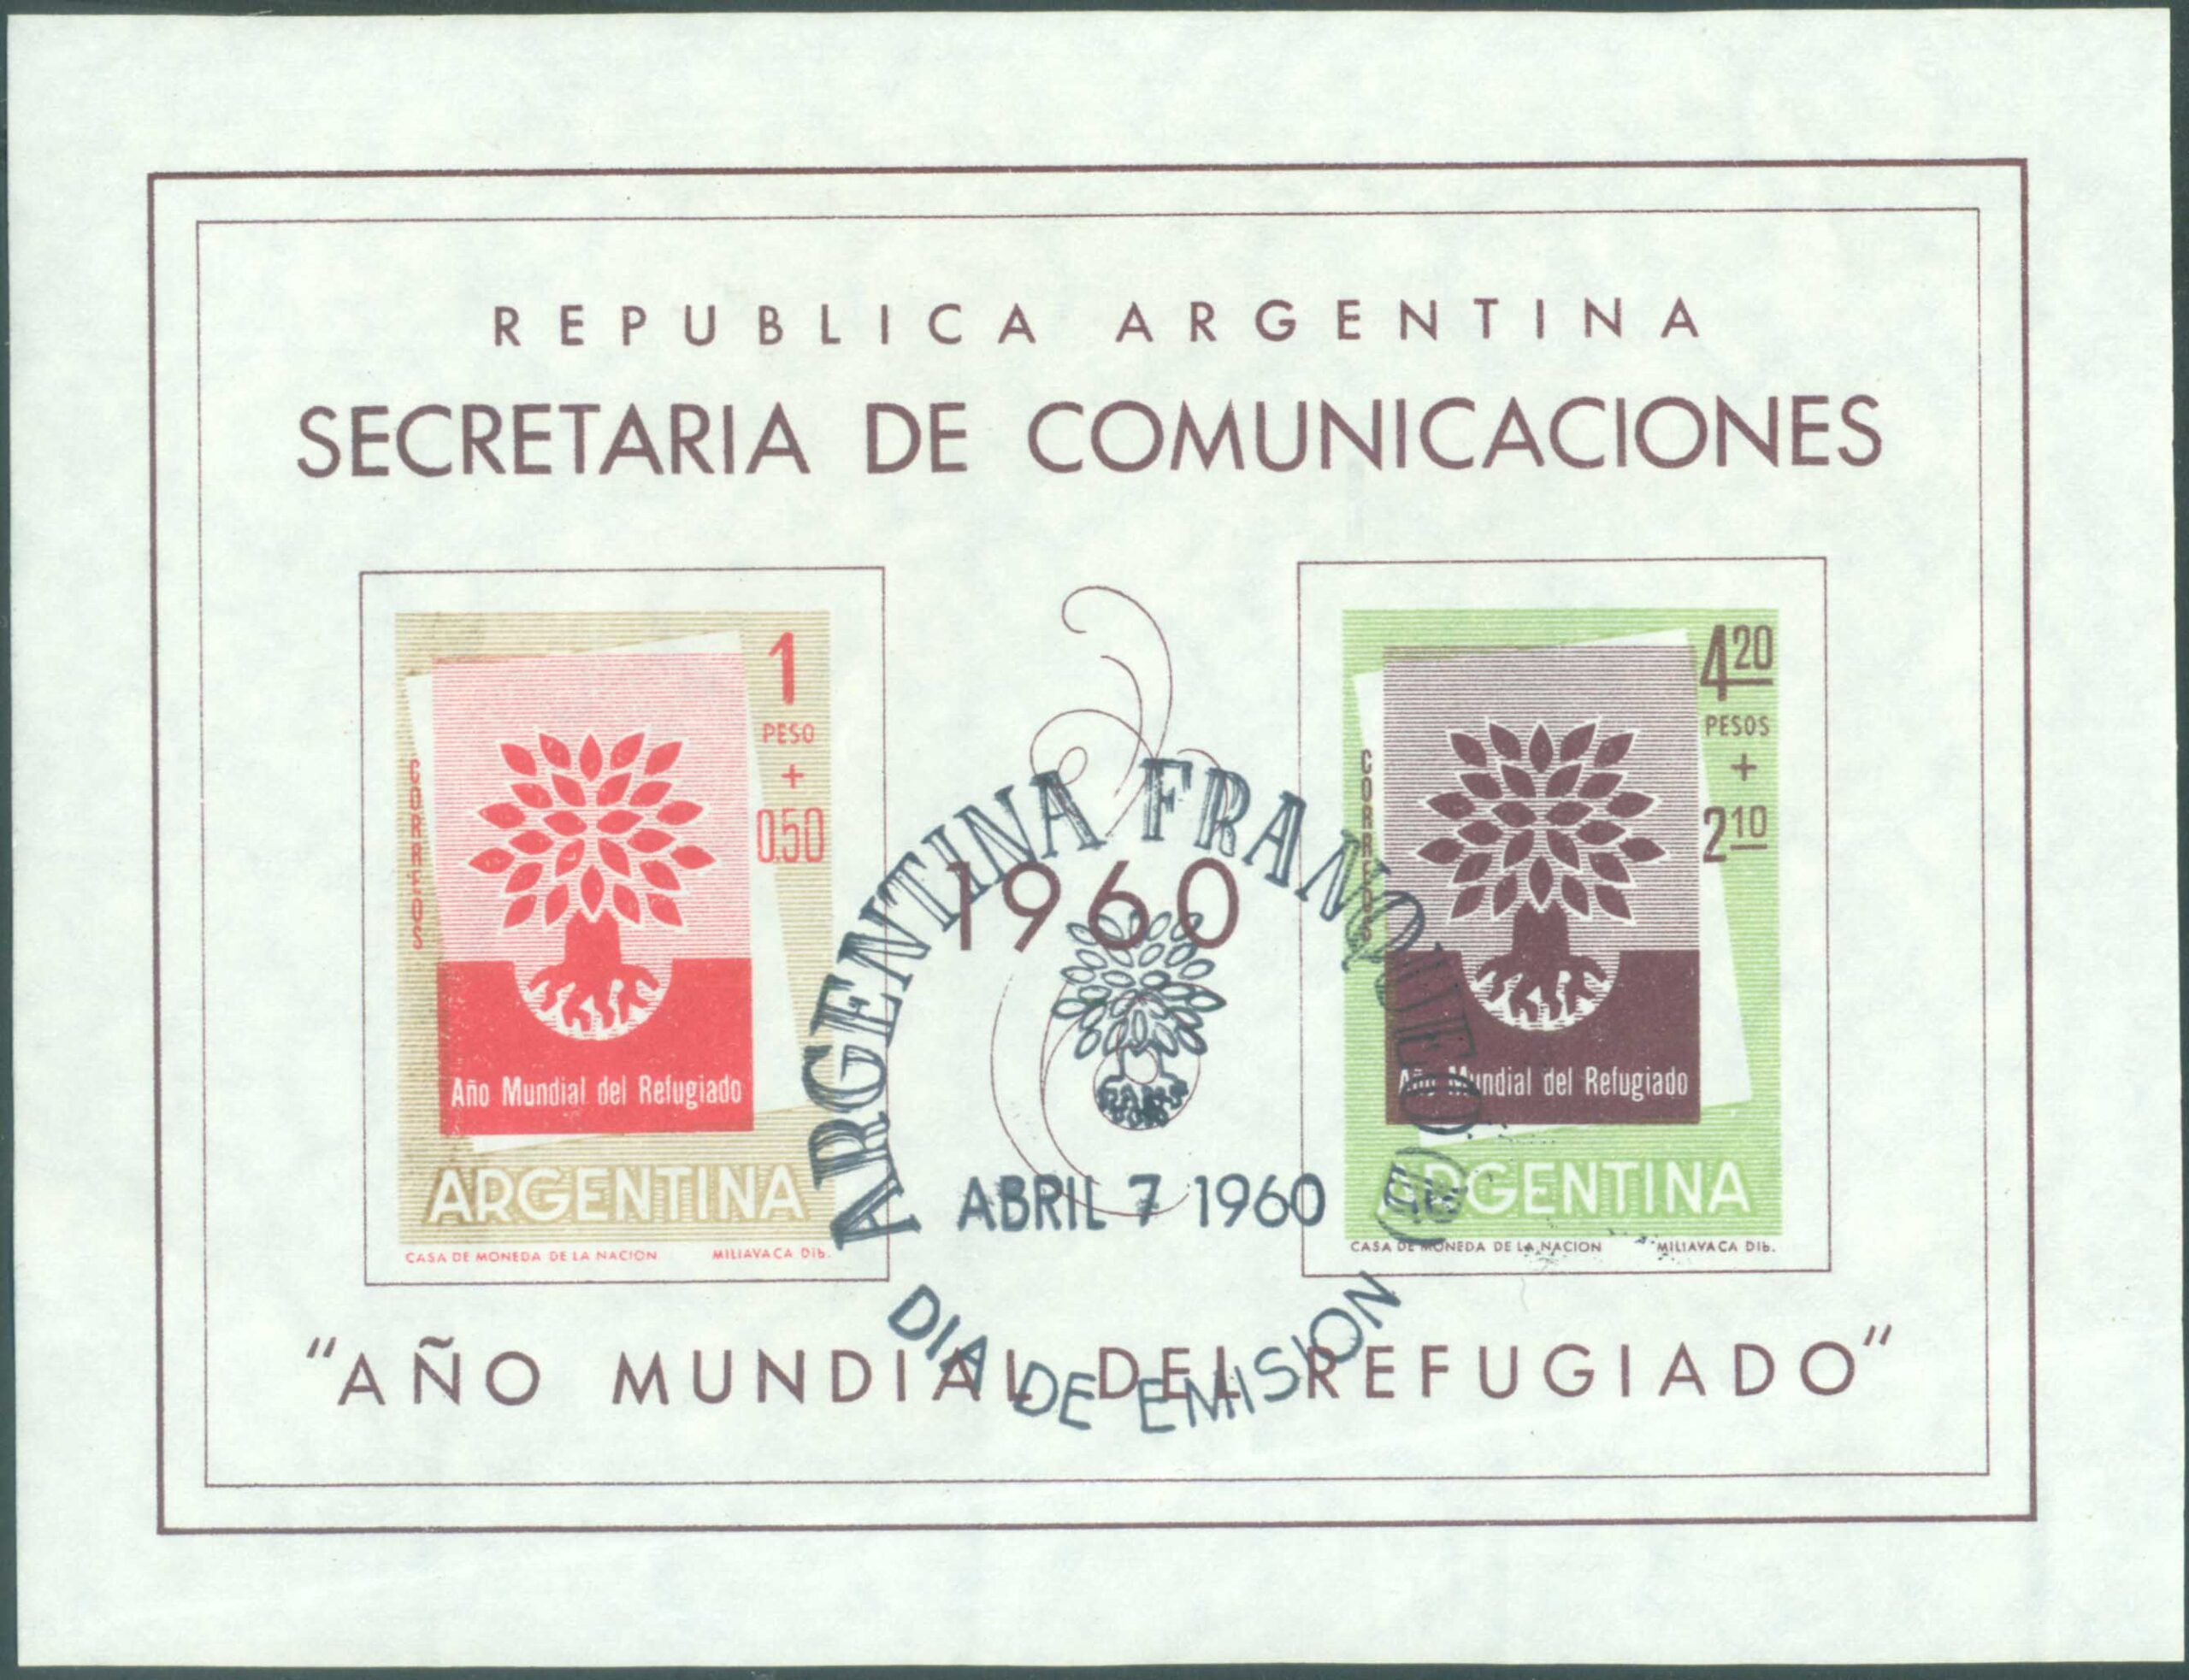 REPUBLICA ARGENTINA
SECRETARIA DE COMUNICACIONES
1
PESO
+
0.50
CORREOS
Año Mundial del Refugiado
ARGENTINA
CASA DE MONEDA DE LA NACION MILIAVACA DIb.
1960
ARGENTINA FRANQUEO
ABRIL 7 1960
DIA DE EMISION
4 20
PESOS
+
2 10
CORREOS
Año Mundial del Refugiado
ARGENTINA
CASA DE MONEDA DE LA NACION MILIAVACA DIb.
"AÑO MUNDIAL DEL REFUGIADO"